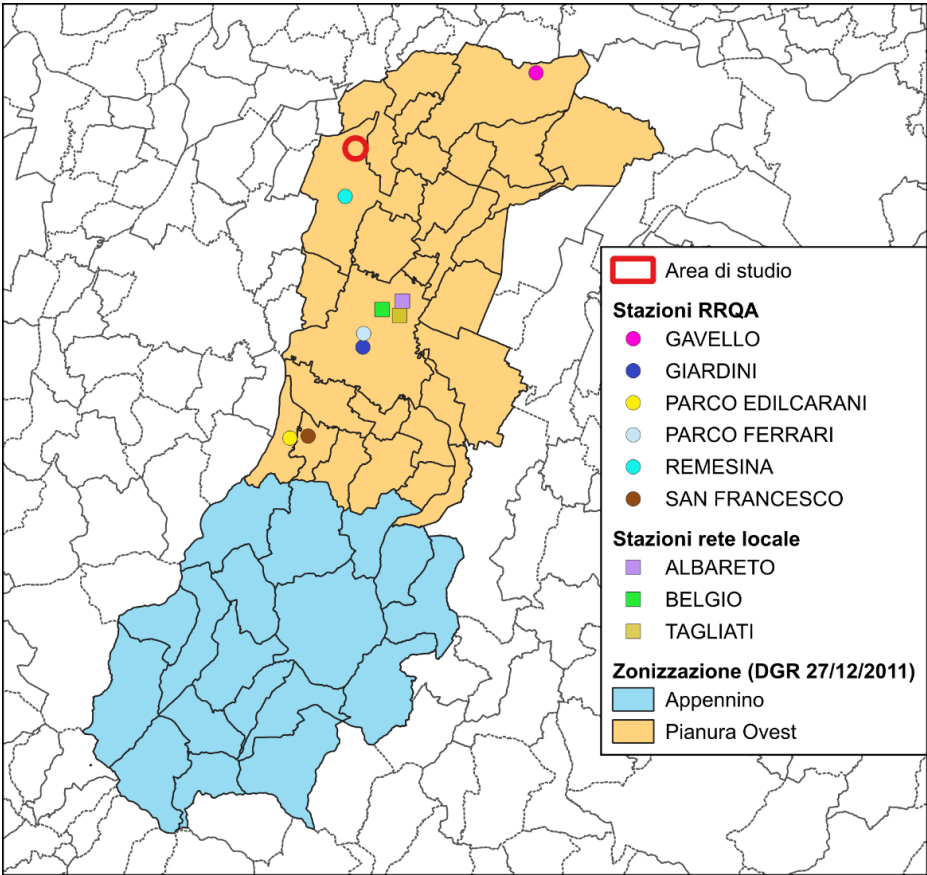 Area di studio
Stazioni RRQA
GAVELLO
GIARDINI
PARCO EDILCARANI
PARCO FERRARI
REMESINA
SAN FRANCESCO
Stazioni rete locale
ALBARETO
BELGIO
TAGLIATI
Zonizzazione (DGR 27/12/2011)
Appennino
Pianura Ovest